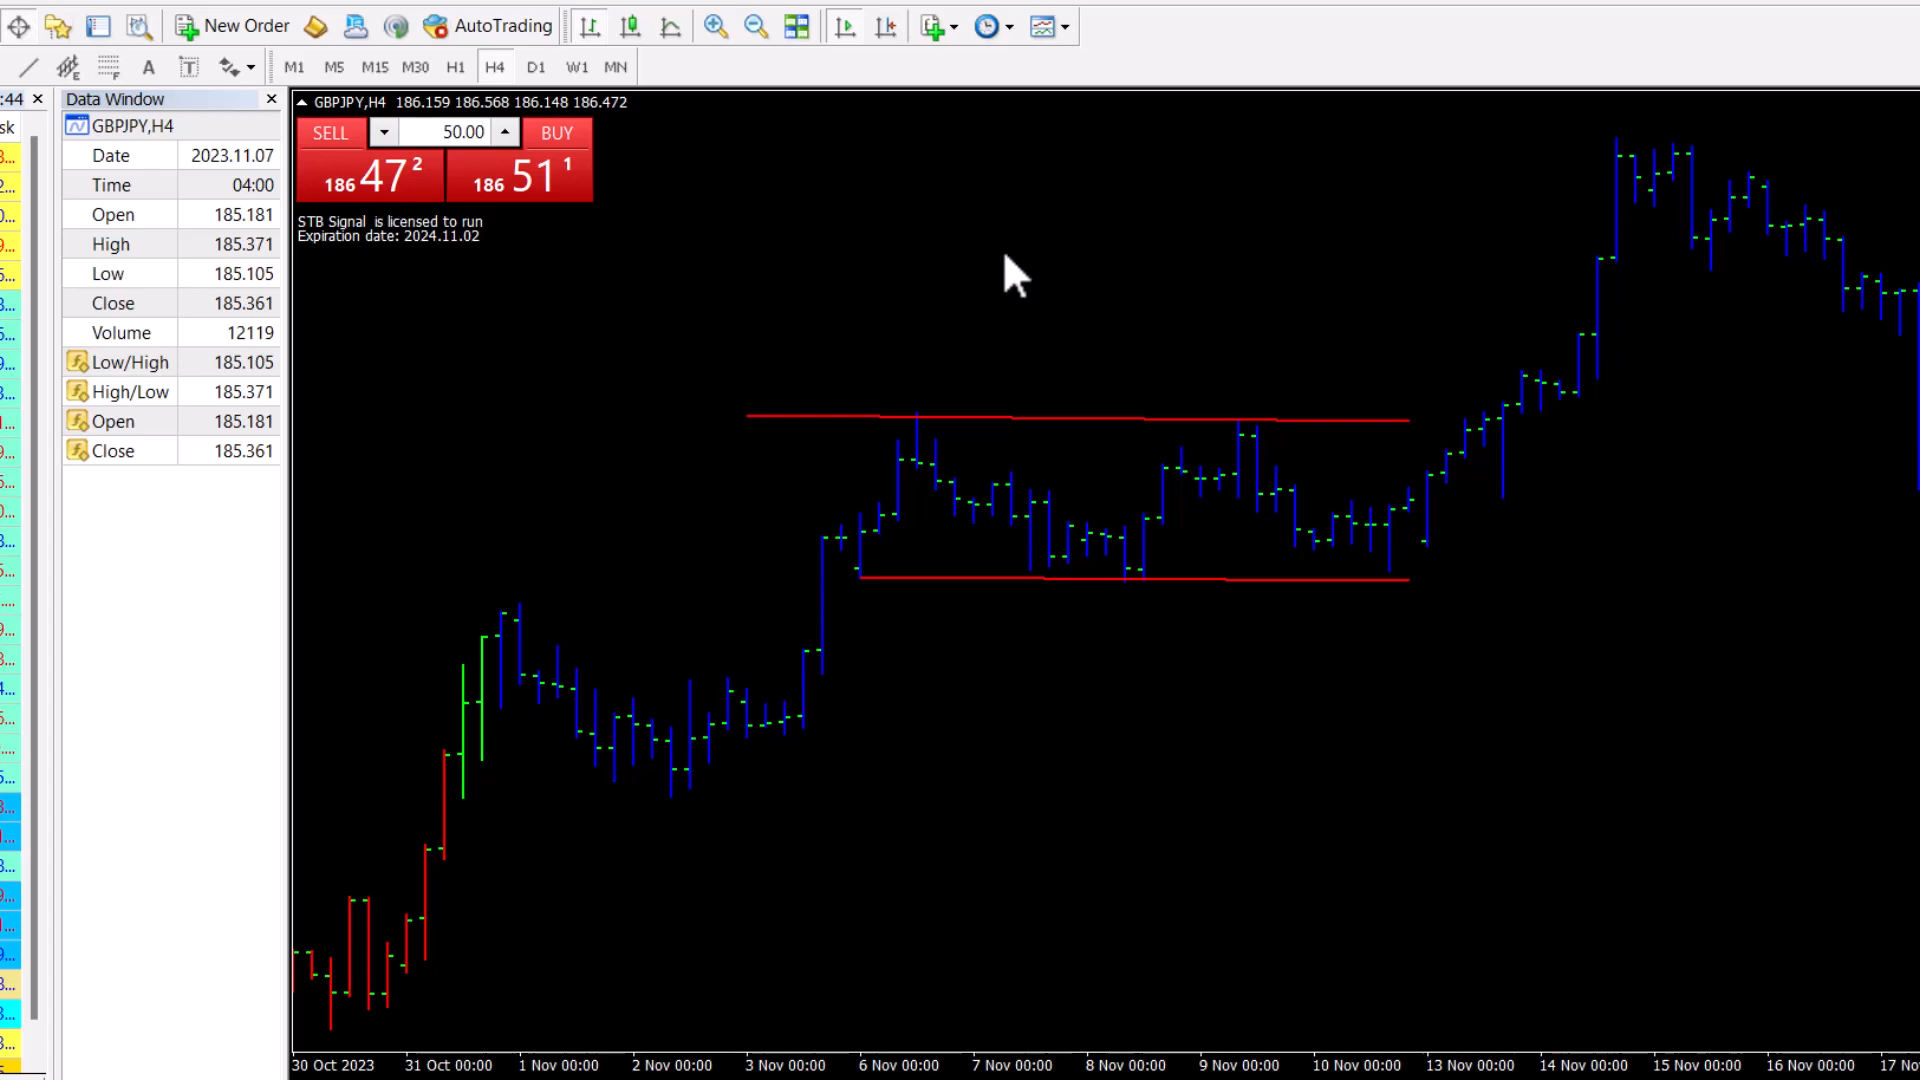 New Order
AutoTrading
A
T
M1 M5 M15 M30 H1 H4 D1 W1 MN
:44
Data Window
sk
GBPJPY,H4
Date 2023.11.07
Time 04:00
Open 185.181
High 185.371
Low 185.105
Close 185.361
Volume 12119
Low/High 185.105
High/Low 185.371
Open 185.181
Close 185.361
GBPJPY,H4 186.159 186.568 186.148 186.472
SELL 50.00 BUY
186 47 2 186 51 1
STB Signal is licensed to run
Expiration date: 2024.11.02
30 Oct 2023 31 Oct 00:00 1 Nov 00:00 2 Nov 00:00 3 Nov 00:00 6 Nov 00:00 7 Nov 00:00 8 Nov 00:00 9 Nov 00:00 10 Nov 00:00 13 Nov 00:00 14 Nov 00:00 15 Nov 00:00 16 Nov 00:00 17 No